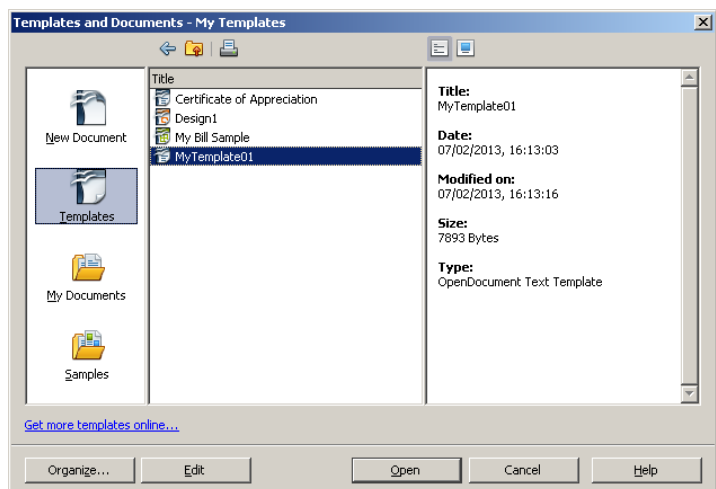 Templates and Documents - My Templates
New Document
Templates
My Documents
Samples
Title
Certificate of Appreciation
Design1
My Bill Sample
MyTemplate01
Title:
MyTemplate01
Date:
07/02/2013, 16:13:03
Modified on:
07/02/2013, 16:13:16
Size:
7893 Bytes
Type:
OpenDocument Text Template
Get more templates online...
Organize...
Edit
Open
Cancel
Help